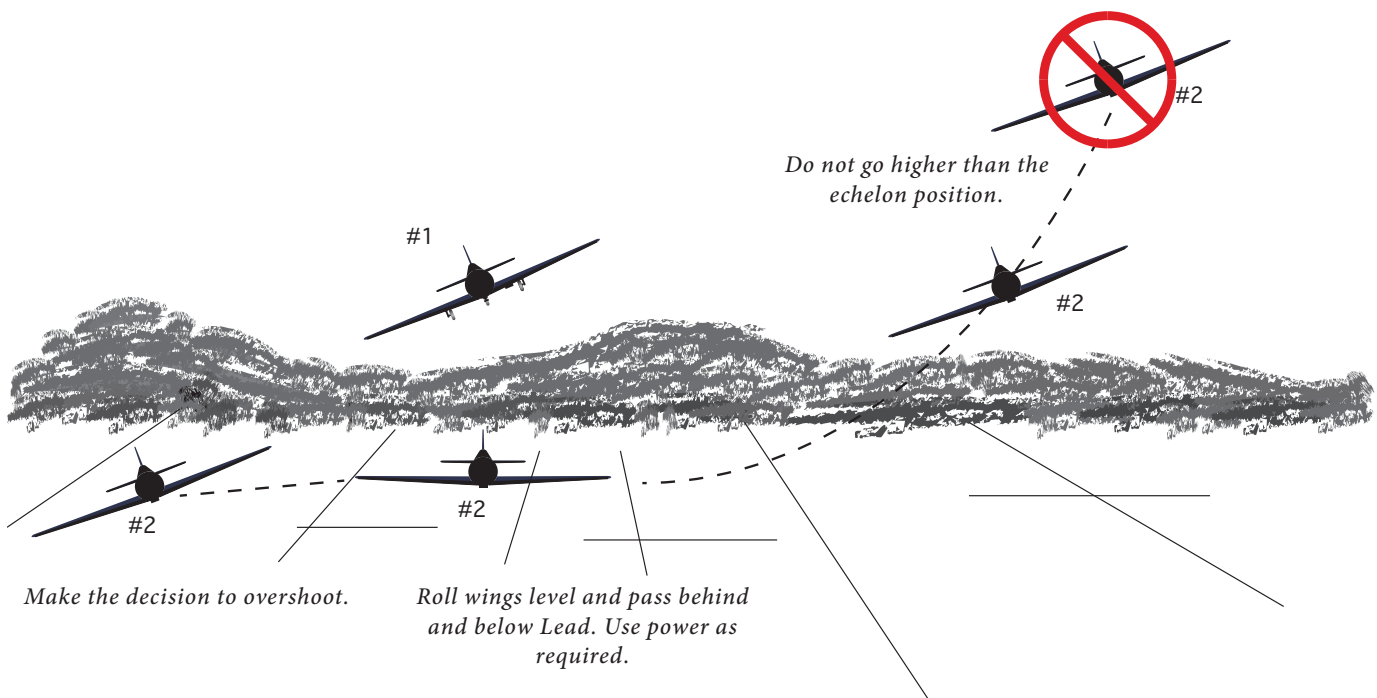 #2
Do not go higher than the
echelon position.
#1
#2
#2
#2
Make the decision to overshoot.
Roll wings level and pass behind
and below Lead. Use power as
required.